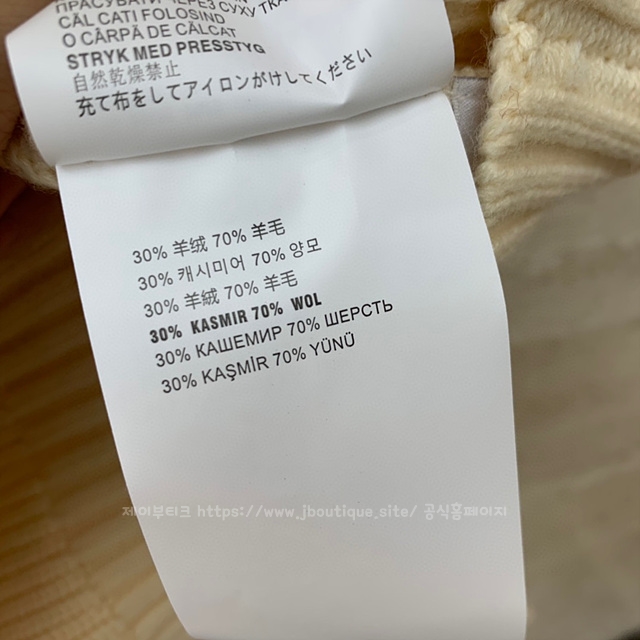 ПРАСУВАТИ ЧЕРЕЗ СУХУ ТКА
CĂL CATI FOLOSIND
O CÂRPĂ DE CĂLCAT
STRYK MED PRESSTYG
自然乾燥禁止
充て布をしてアイロンがけしてください
30% 羊绒 70% 羊毛
30% 캐시미어 70% 양모
30% 羊絨 70% 羊毛
30% KASMIR 70% WOL
30% КАШЕМИР 70% ШЕРСТЬ
30% KAŞMİR 70% YÜNÜ
제이부티크 https://www.jboutique.site/ 공식홈페이지